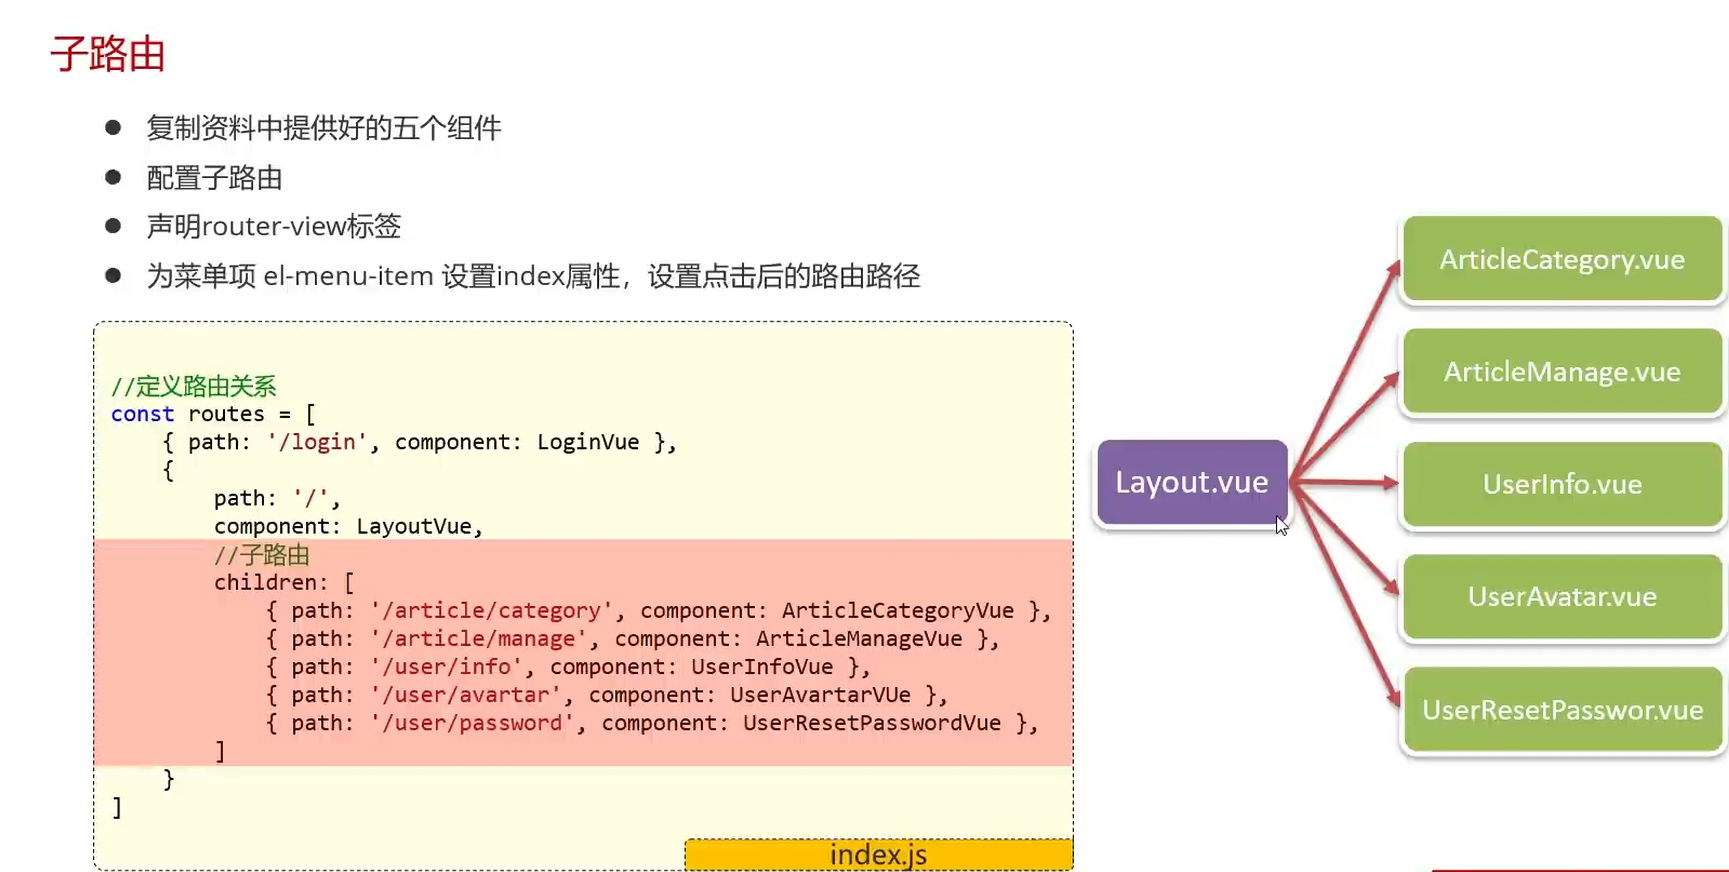 子路由
● 复制资料中提供好的五个组件
● 配置子路由
● 声明router-view标签
● 为菜单项 el-menu-item 设置index属性，设置点击后的路由路径
//定义路由关系
const routes = [
    { path: '/login', component: LoginVue },
    {
        path: '/',
        component: LayoutVue,
        //子路由
        children: [
            { path: '/article/category', component: ArticleCategoryVue },
            { path: '/article/manage', component: ArticleManageVue },
            { path: '/user/info', component: UserInfoVue },
            { path: '/user/avartar', component: UserAvartarVUe },
            { path: '/user/password', component: UserResetPasswordVue },
        ]
    }
]
index.js
Layout.vue
ArticleCategory.vue
ArticleManage.vue
UserInfo.vue
UserAvatar.vue
UserResetPasswor.vue